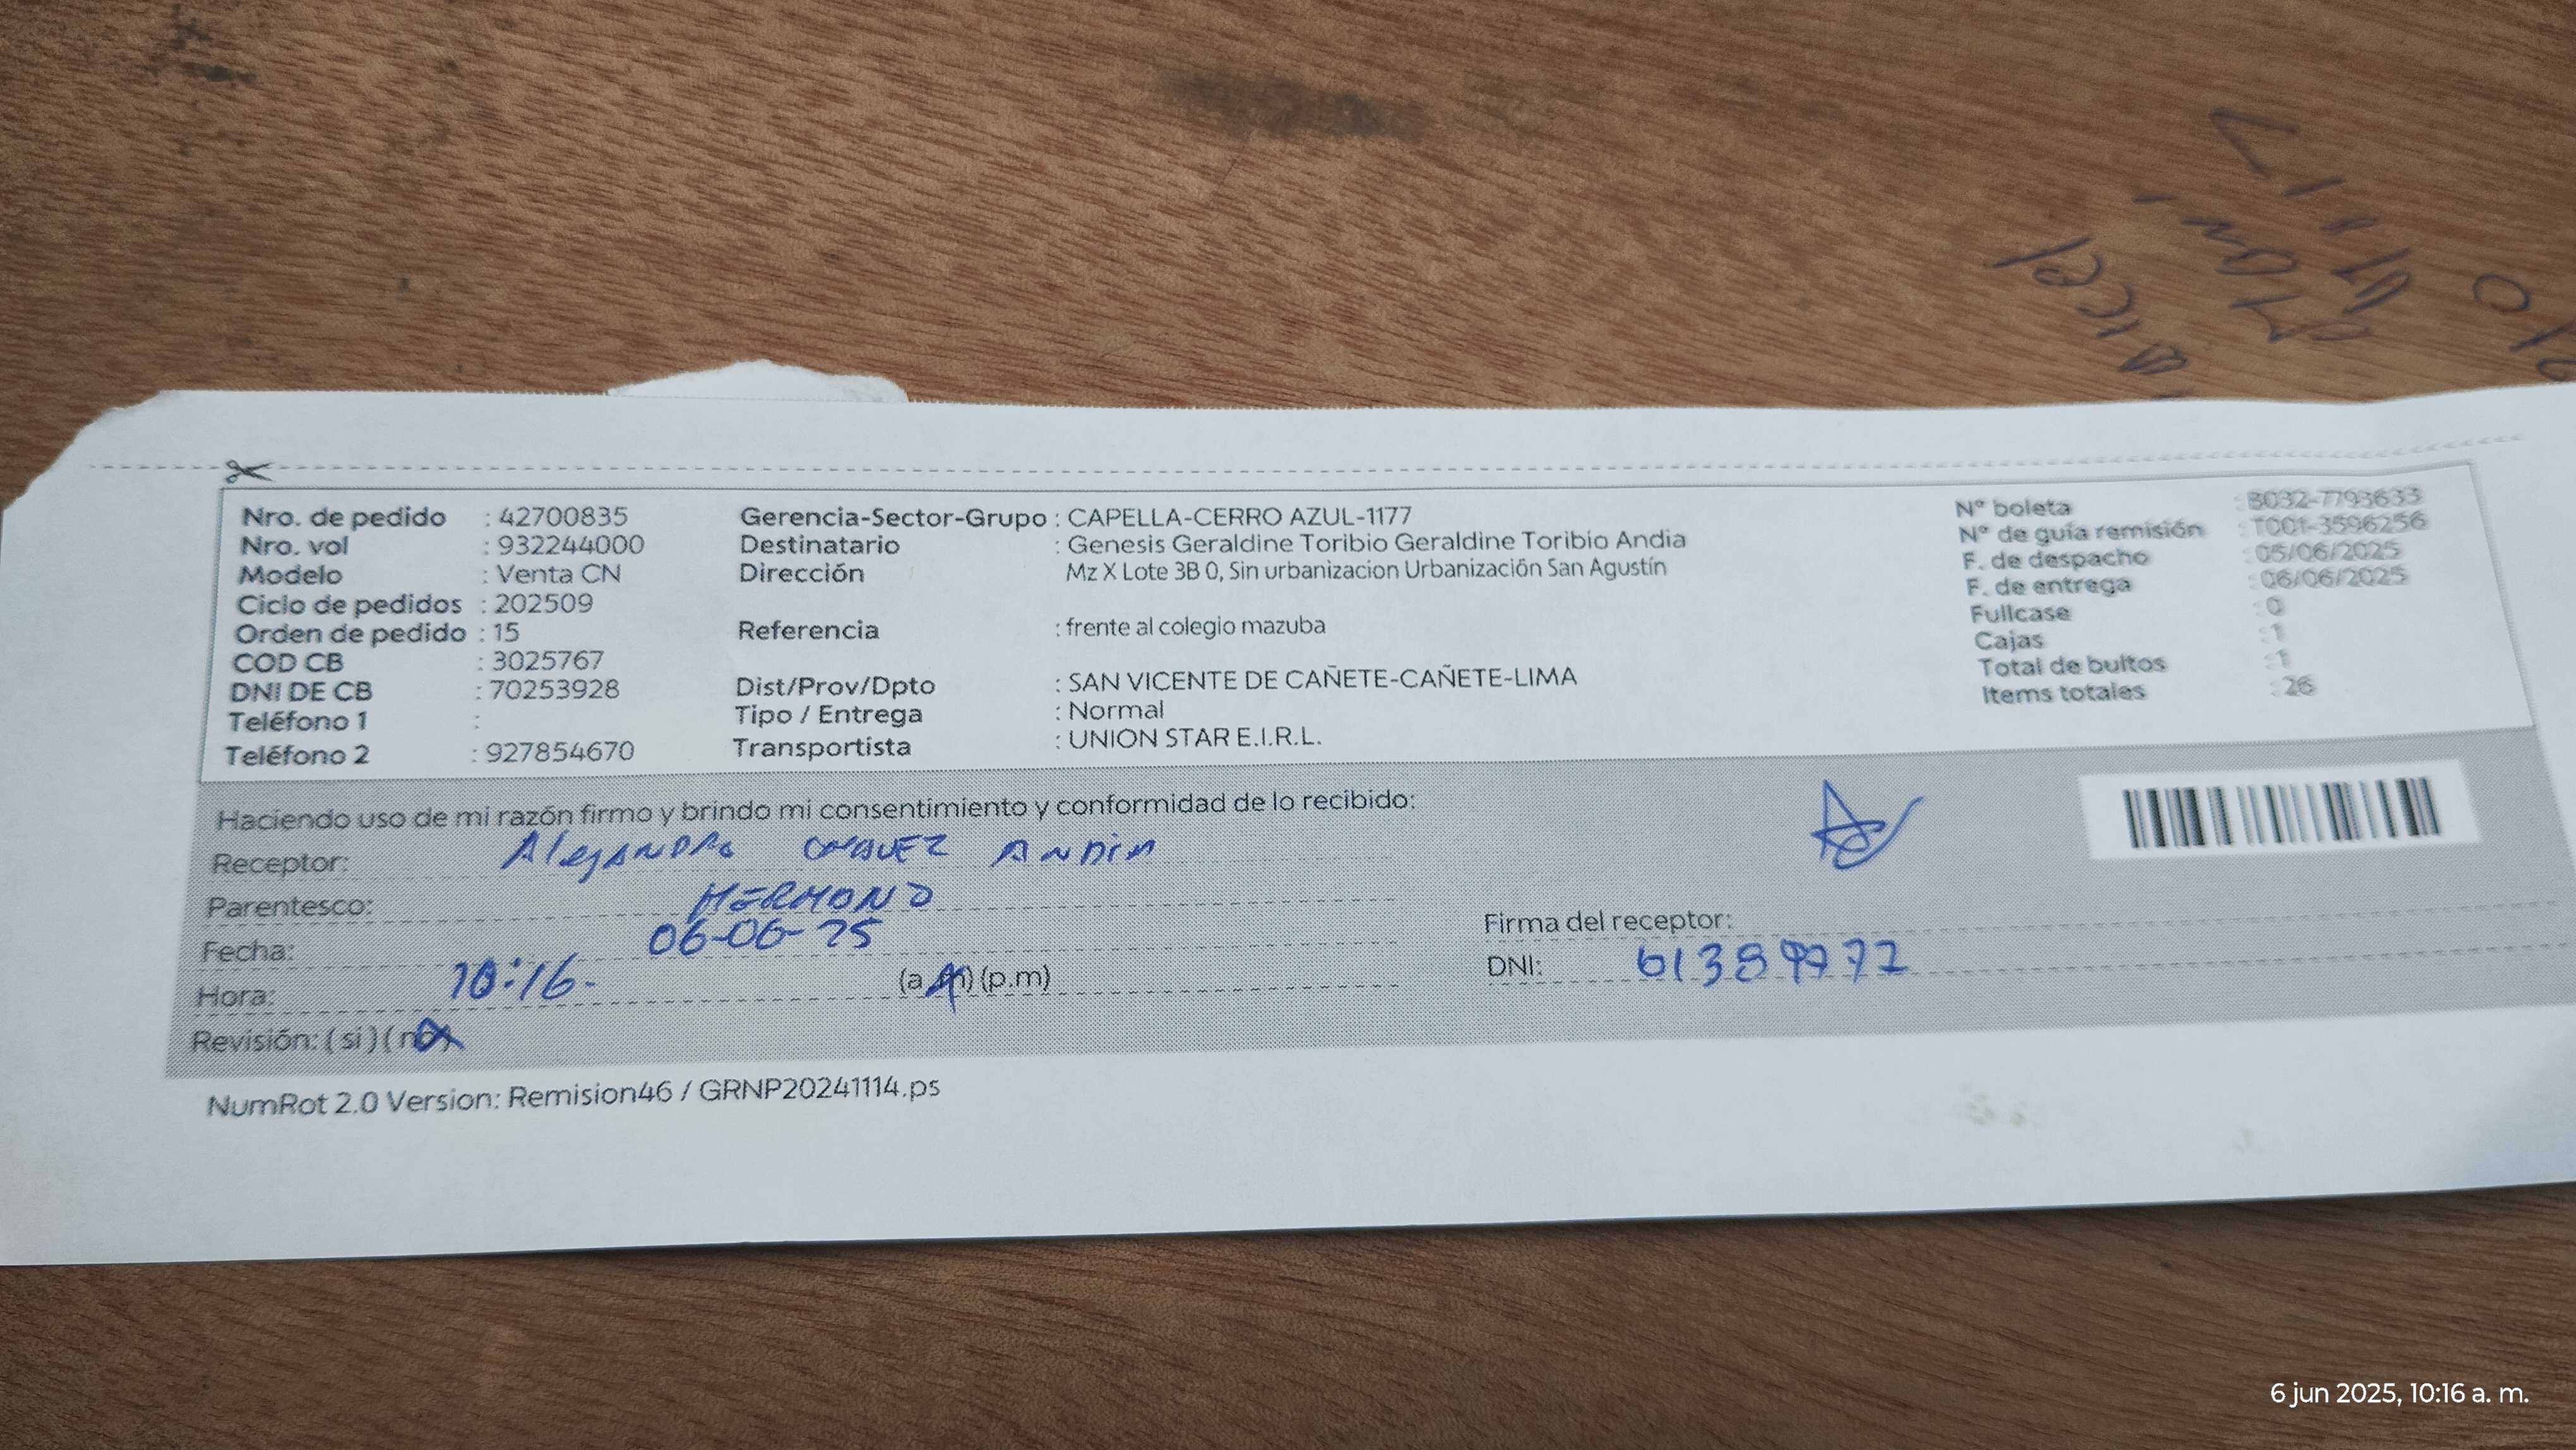 Nro. de pedido : 42700835
Nro. vol : 932244000
Modelo : Venta CN
Ciclo de pedidos : 202509
Orden de pedido : 15
COD CB : 3025767
DNI DE CB : 70253928
Teléfono 1 :
Teléfono 2 : 927854670
Gerencia-Sector-Grupo : CAPELLA-CERRO AZUL-1177
Destinatario : Genesis Geraldine Toribio Geraldine Toribio Andia
Dirección Mz X Lote 3B 0, Sin urbanizacion Urbanización San Agustín
Referencia : frente al colegio mazuba
Dist/Prov/Dpto : SAN VICENTE DE CAÑETE-CAÑETE-LIMA
Tipo / Entrega : Normal
Transportista : UNION STAR E.I.R.L.
Nº boleta : B032-7793633
Nº de guía remisión : T001-3596256
F. de despacho : 05/06/2025
F. de entrega : 06/06/2025
Fullcase : 0
Cajas : 1
Total de bultos : 1
Items totales : 26
Haciendo uso de mi razón firmo y brindo mi consentimiento y conformidad de lo recibido:
Receptor: Alejandro CHAVEZ ANDIA
Parentesco: HERMANO
Fecha: 06-06-25
Hora: 10:16. (a.m) (p.m)
Revisión: ( si ) ( no )
Firma del receptor:
DNI:
NumRot 2.0 Version: Remision46 / GRNP20241114.ps
6 jun 2025, 10:16 a. m.